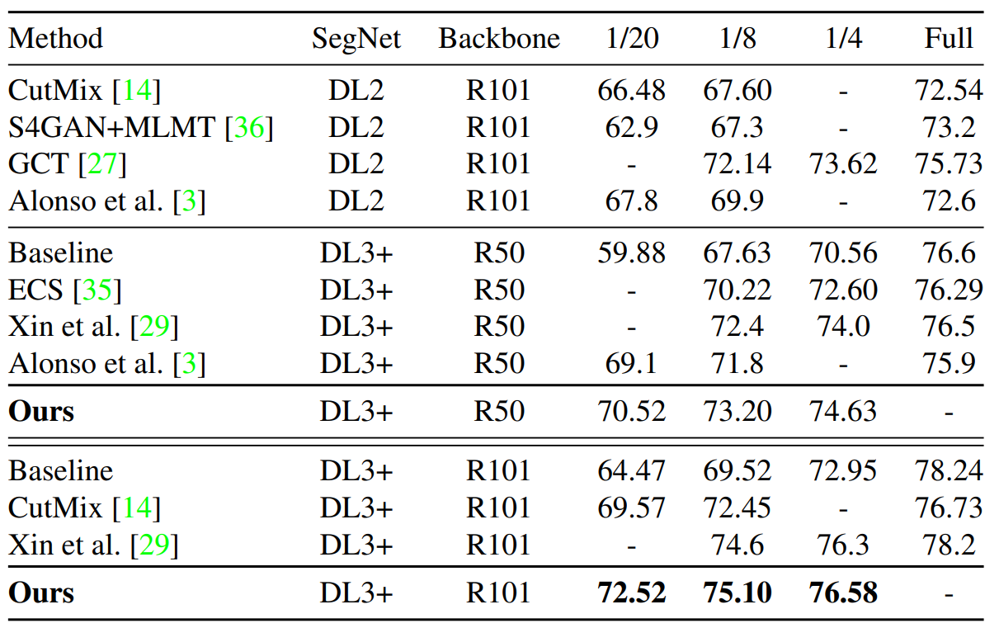 Method SegNet Backbone 1/20 1/8 1/4 Full
CutMix [14] DL2 R101 66.48 67.60 - 72.54
S4GAN+MLMT [36] DL2 R101 62.9 67.3 - 73.2
GCT [27] DL2 R101 - 72.14 73.62 75.73
Alonso et al. [3] DL2 R101 67.8 69.9 - 72.6
Baseline DL3+ R50 59.88 67.63 70.56 76.6
ECS [35] DL3+ R50 - 70.22 72.60 76.29
Xin et al. [29] DL3+ R50 - 72.4 74.0 76.5
Alonso et al. [3] DL3+ R50 69.1 71.8 - 75.9
Ours DL3+ R50 70.52 73.20 74.63 -
Baseline DL3+ R101 64.47 69.52 72.95 78.24
CutMix [14] DL3+ R101 69.57 72.45 - 76.73
Xin et al. [29] DL3+ R101 - 74.6 76.3 78.2
Ours DL3+ R101 72.52 75.10 76.58 -